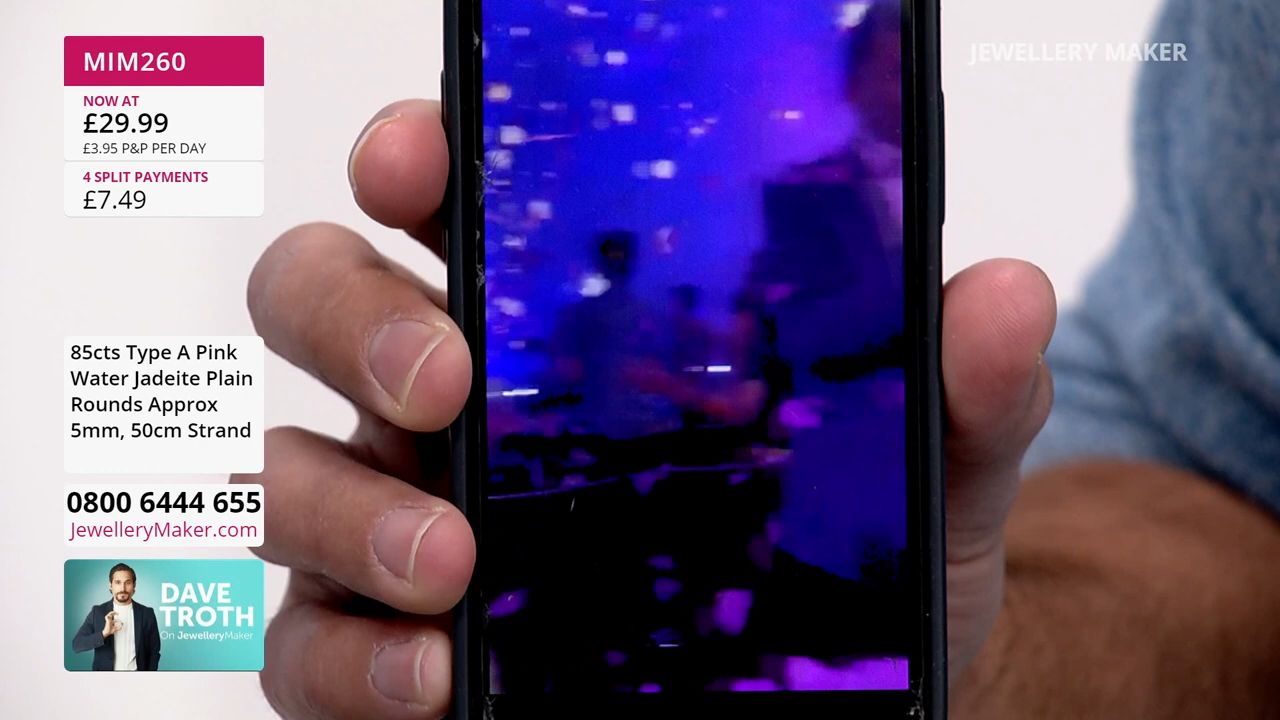 MIM260
NOW AT
£29.99
£3.95 P&P PER DAY
4 SPLIT PAYMENTS
£7.49
JEWELLERY MAKER
85cts Type A Pink
Water Jadeite Plain
Rounds Approx
5mm, 50cm Strand
0800 6444 655
JewelleryMaker.com
DAVE
TROTH
On JewelleryMaker